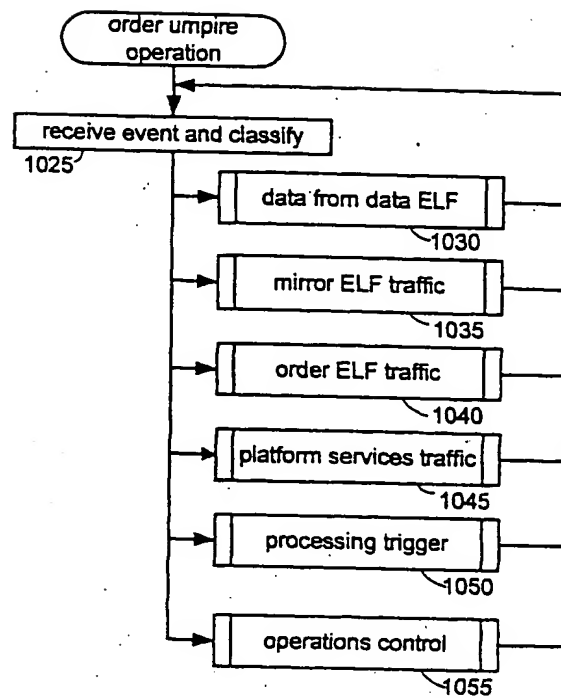 order umpire
operation
receive event and classify
1025
data from data ELF
1030
mirror ELF traffic
1035
order ELF traffic
1040
platform services traffic
1045
processing trigger
1050
operations control
1055